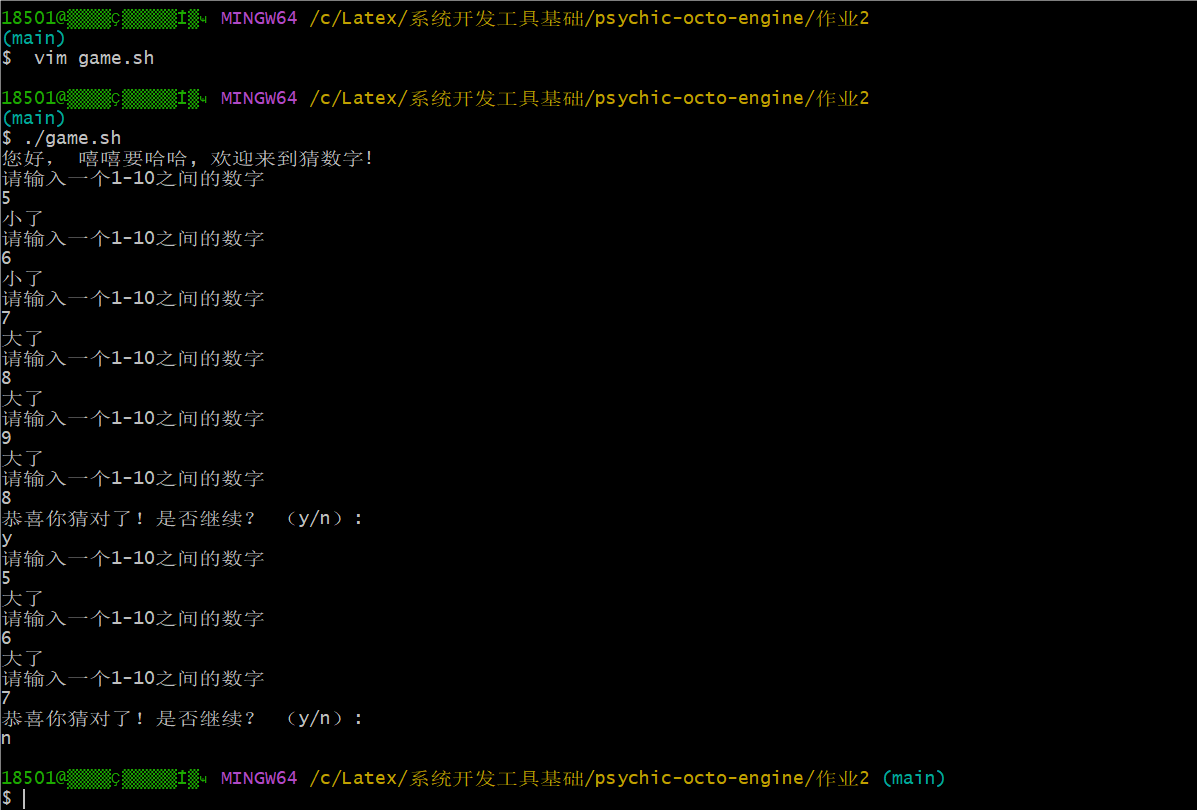 18501@ MINGW64 /c/Latex/系统开发工具基础/psychic-octo-engine/作业2
(main)
$  vim game.sh
18501@ MINGW64 /c/Latex/系统开发工具基础/psychic-octo-engine/作业2
(main)
$ ./game.sh
您好， 嘻嘻要哈哈，欢迎来到猜数字！
请输入一个1-10之间的数字
5
小了
请输入一个1-10之间的数字
6
小了
请输入一个1-10之间的数字
7
大了
请输入一个1-10之间的数字
8
大了
请输入一个1-10之间的数字
9
大了
请输入一个1-10之间的数字
8
恭喜你猜对了！是否继续？ （y/n）：
y
请输入一个1-10之间的数字
5
大了
请输入一个1-10之间的数字
6
大了
请输入一个1-10之间的数字
7
恭喜你猜对了！是否继续？ （y/n）：
n
18501@ MINGW64 /c/Latex/系统开发工具基础/psychic-octo-engine/作业2 (main)
$